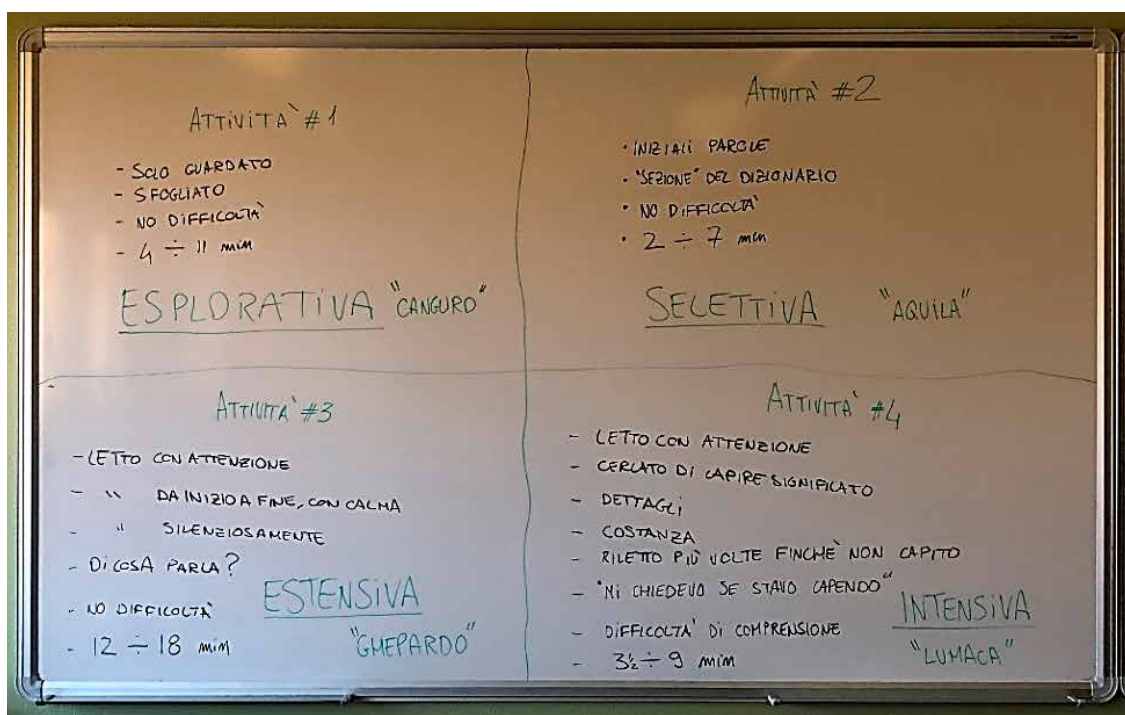 ATTIVITA' #1
- SOLO GUARDATO
- SFOGLIATO
- NO DIFFICOLTA'
- 4 ÷ 11 min
ESPLORATIVA "CANGURO"
ATTIVITA' #2
• INIZIALI PAROLE
• "SEZIONE" DEL DIZIONARIO
• NO DIFFICOLTA'
• 2 ÷ 7 min
SELETTIVA "AQUILA"
ATTIVITA' #3
- LETTO CON ATTENZIONE
- " DA INIZIO A FINE, CON CALMA
- " SILENZIOSAMENTE
- DI COSA PARLA?
- NO DIFFICOLTA'
- 12 ÷ 18 min
ESTENSIVA
"GHEPARDO"
ATTIVITA' #4
- LETTO CON ATTENZIONE
- CERCATO DI CAPIRE SIGNIFICATO
- DETTAGLI
- COSTANZA
- RILETTO PIÙ VOLTE FINCHÈ NON CAPITO
- "MI CHIEDEVO SE STAVO CAPENDO"
- DIFFICOLTA' DI COMPRENSIONE
- 3½ ÷ 9 min
INTENSIVA
"LUMACA"